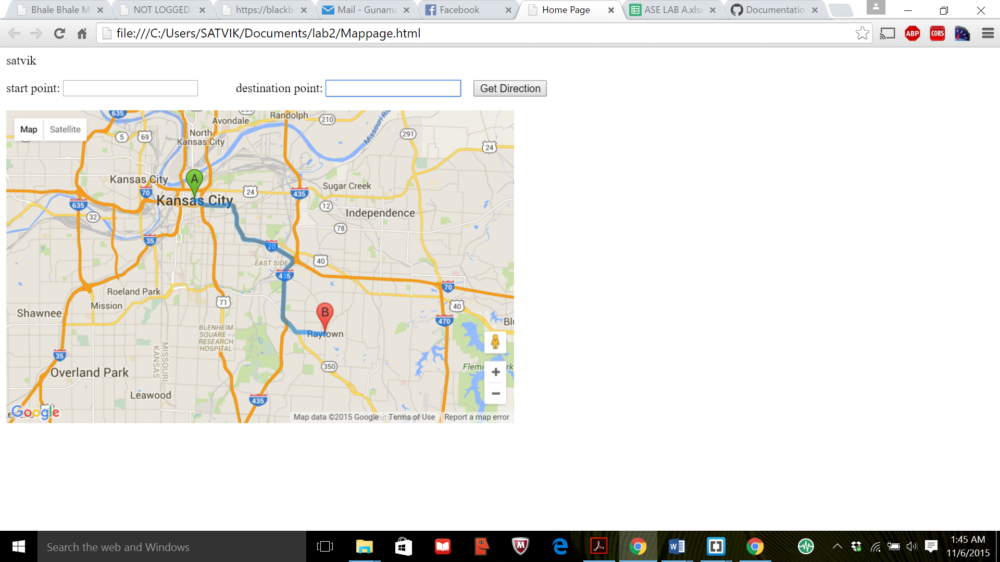 Bhale Bhale M
NOT LOGGED
https://blackb
Mail - Gunama
Facebook
Home Page
ASE LAB A.xlsx
Documentatio
file:///C:/Users/SATVIK/Documents/lab2/Mappage.html
ABP
CORS
satvik
start point:
destination point:
Get Direction
Map
Satellite
635
5
69
Avondale
Randolph
210
North
Kansas City
Missouri Riv
291
24
Kansas City
A
70
Kansas City
24
435
Sugar Creek
635
32
12
Independence
78
35
70
EAST SIDE
40
435
70
Roeland Park
Mission
71
Shawnee
B
40
470
Blu
BLENHEIM
SQUARE -
RESEARCH
HOSPITAL
Raytown
MISSOURI
KANSAS
35
350
Flemi
rk
Overland Park
Leawood
435
Google
Map data ©2015 Google
Terms of Use
Report a map error
Search the web and Windows
1:45 AM
11/6/2015